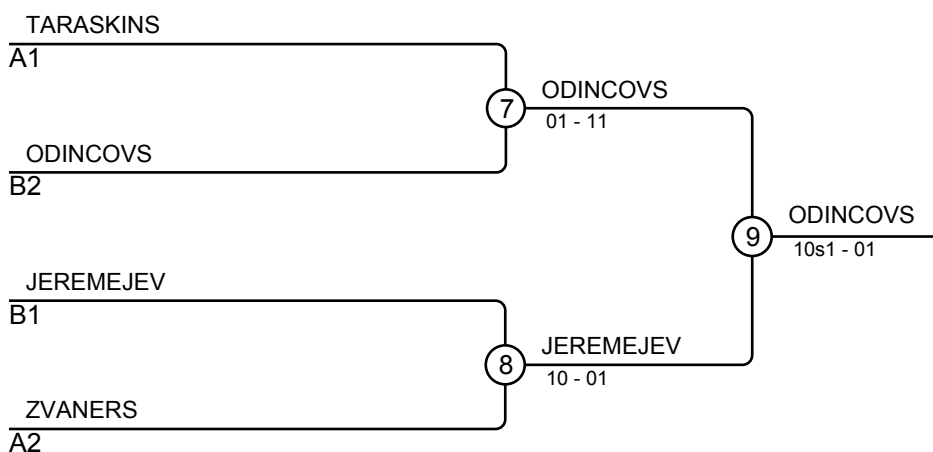 TARASKINS
A1
7
ODINCOVS
01 - 11
ODINCOVS
B2
9
ODINCOVS
10s1 - 01
JEREMEJEV
B1
8
JEREMEJEV
10 - 01
ZVANERS
A2